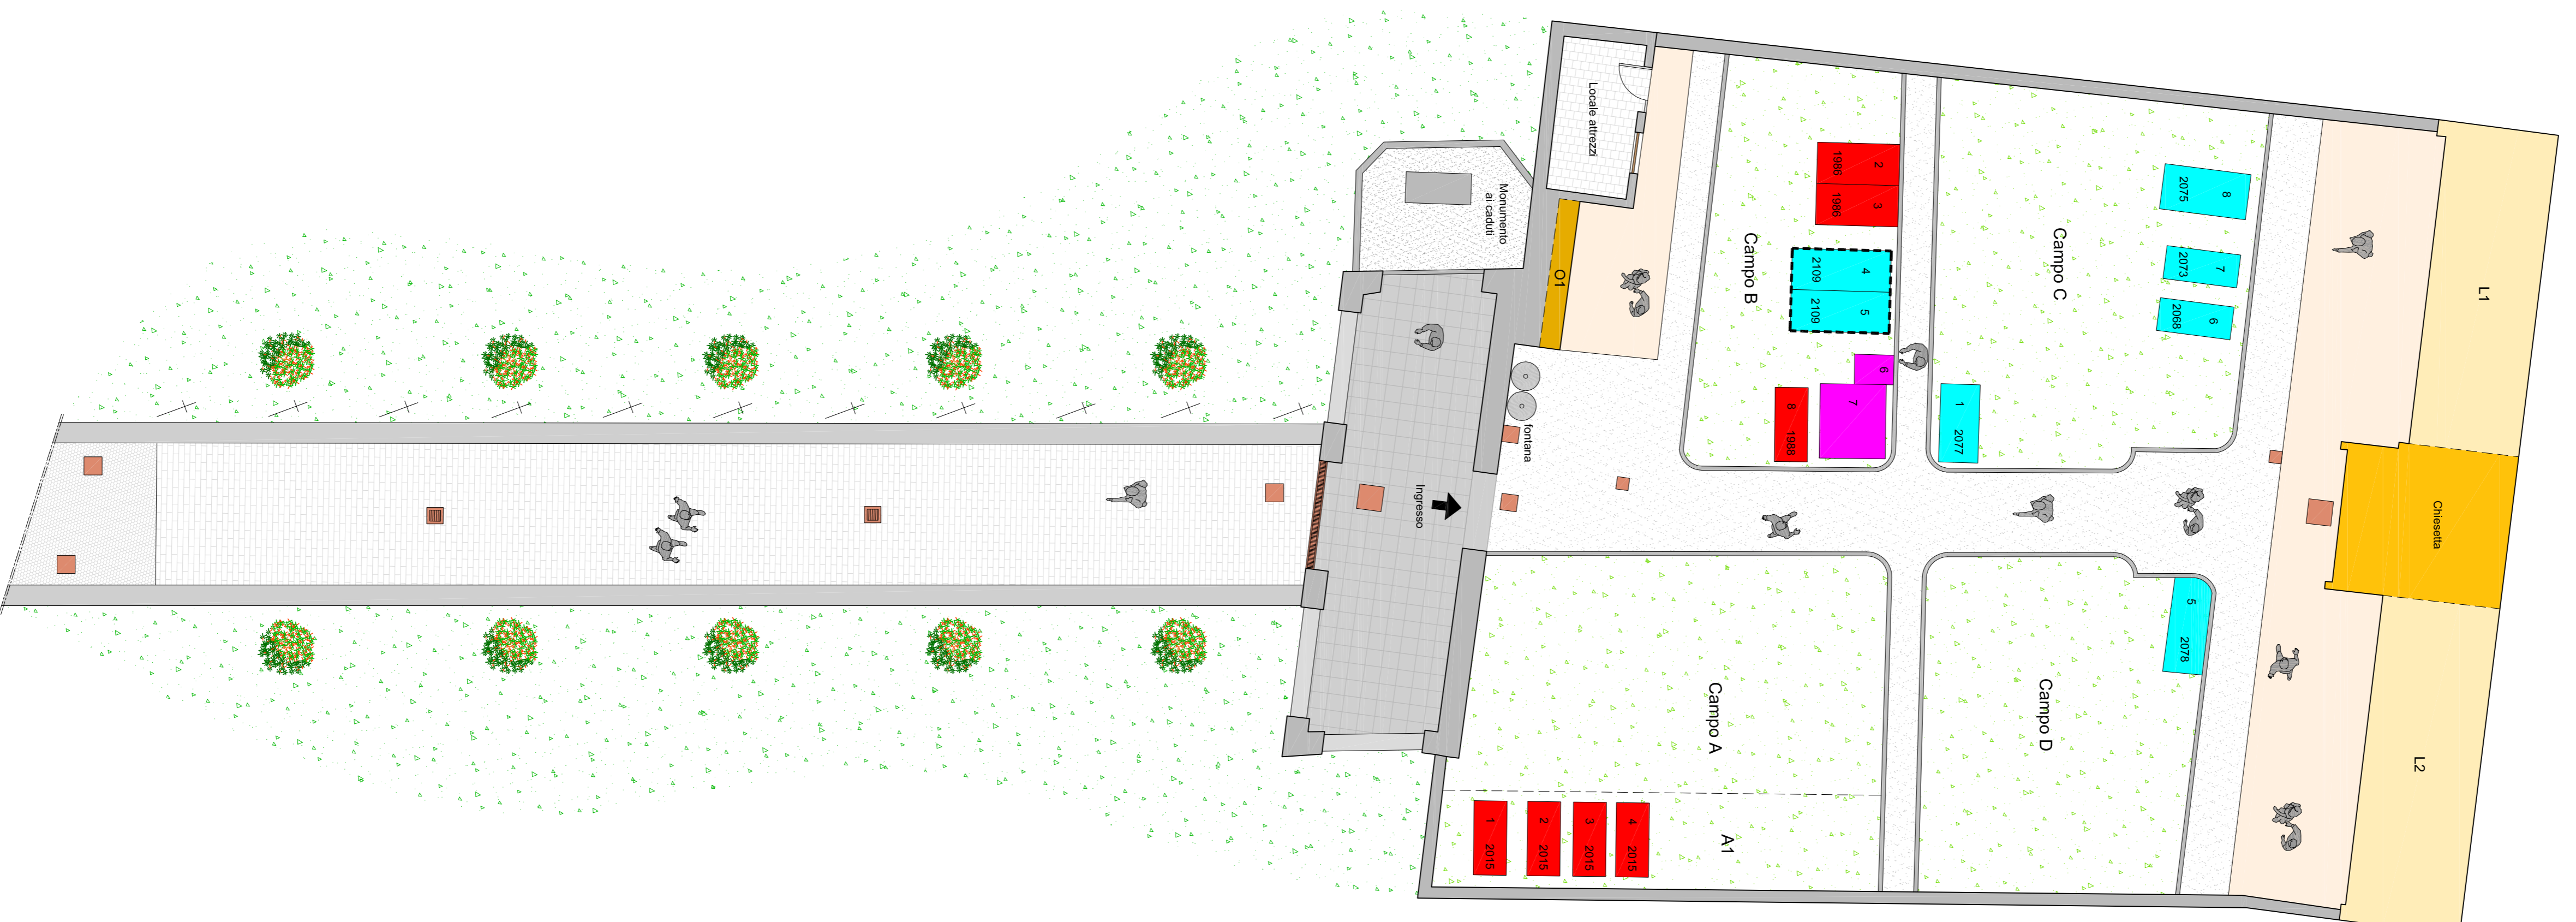 Locale attrezzi
Monumento
ai caduti
O1
fontana
Ingresso
Campo B
2
1986
3
1986
4
2109
5
2109
6
7
8
1988
Campo C
8
2075
7
2073
6
2068
1
2077
L1
Chiesetta
L2
Campo A
A1
1
2015
2
2015
3
2015
4
2015
Campo D
5
2078